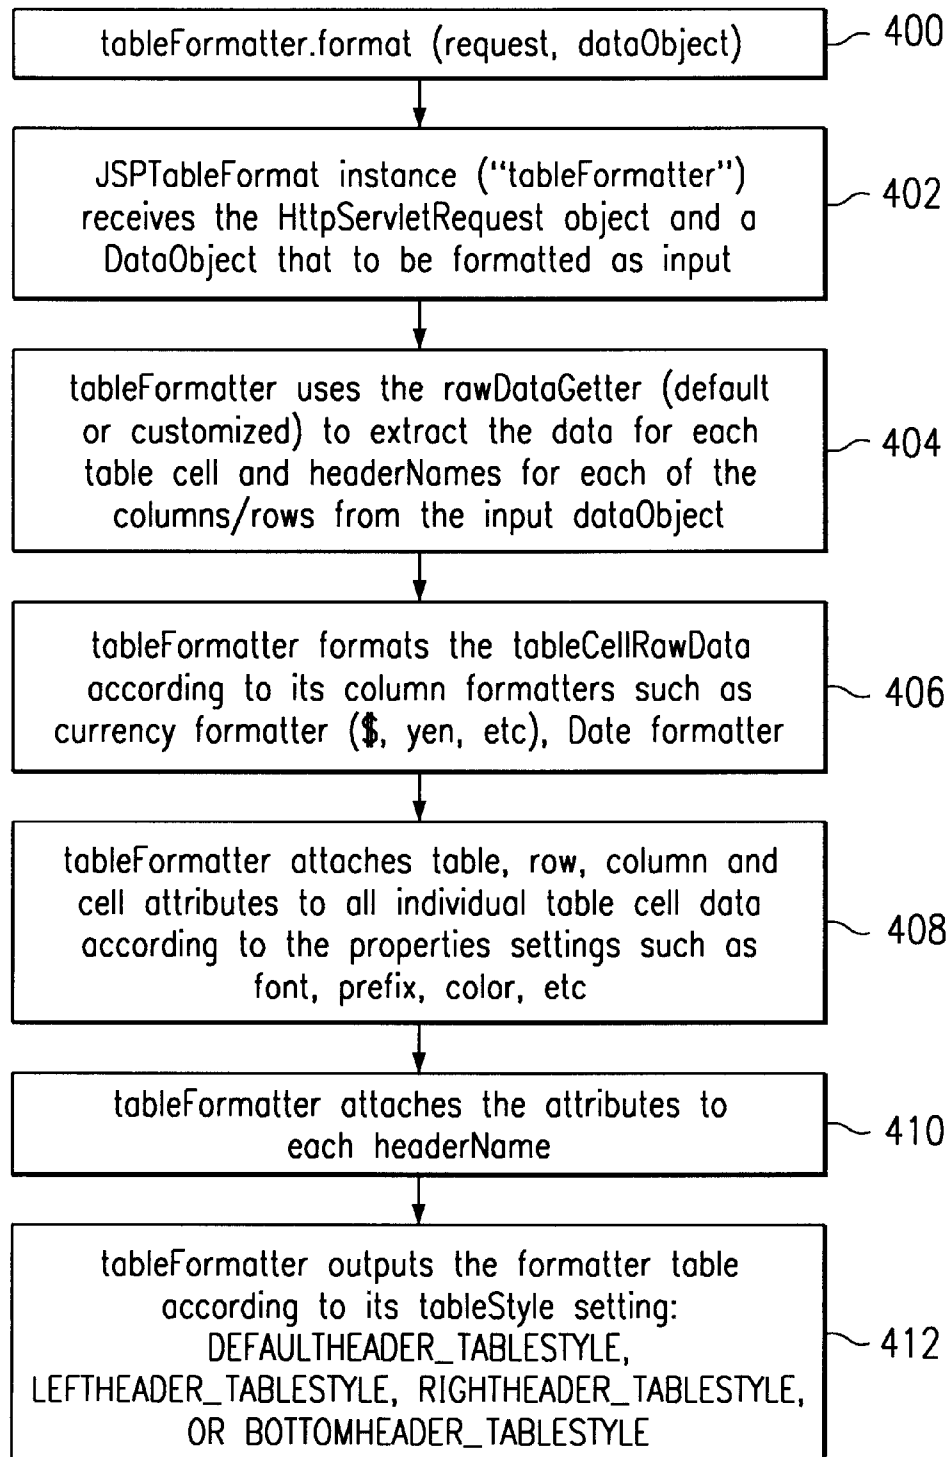 tableFormatter.format (request, dataObject)
400
JSPTableFormat instance ("tableFormatter")
receives the HttpServletRequest object and a
DataObject that to be formatted as input
402
tableFormatter uses the rawDataGetter (default
or customized) to extract the data for each
table cell and headerNames for each of the
columns/rows from the input dataObject
404
tableFormatter formats the tableCellRawData
according to its column formatters such as
currency formatter ($, yen, etc), Date formatter
406
tableFormatter attaches table, row, column and
cell attributes to all individual table cell data
according to the properties settings such as
font, prefix, color, etc
408
tableFormatter attaches the attributes to
each headerName
410
tableFormatter outputs the formatter table
according to its tableStyle setting:
DEFAULTHEADER_TABLESTYLE,
LEFTHEADER_TABLESTYLE, RIGHTHEADER_TABLESTYLE,
OR BOTTOMHEADER_TABLESTYLE
412